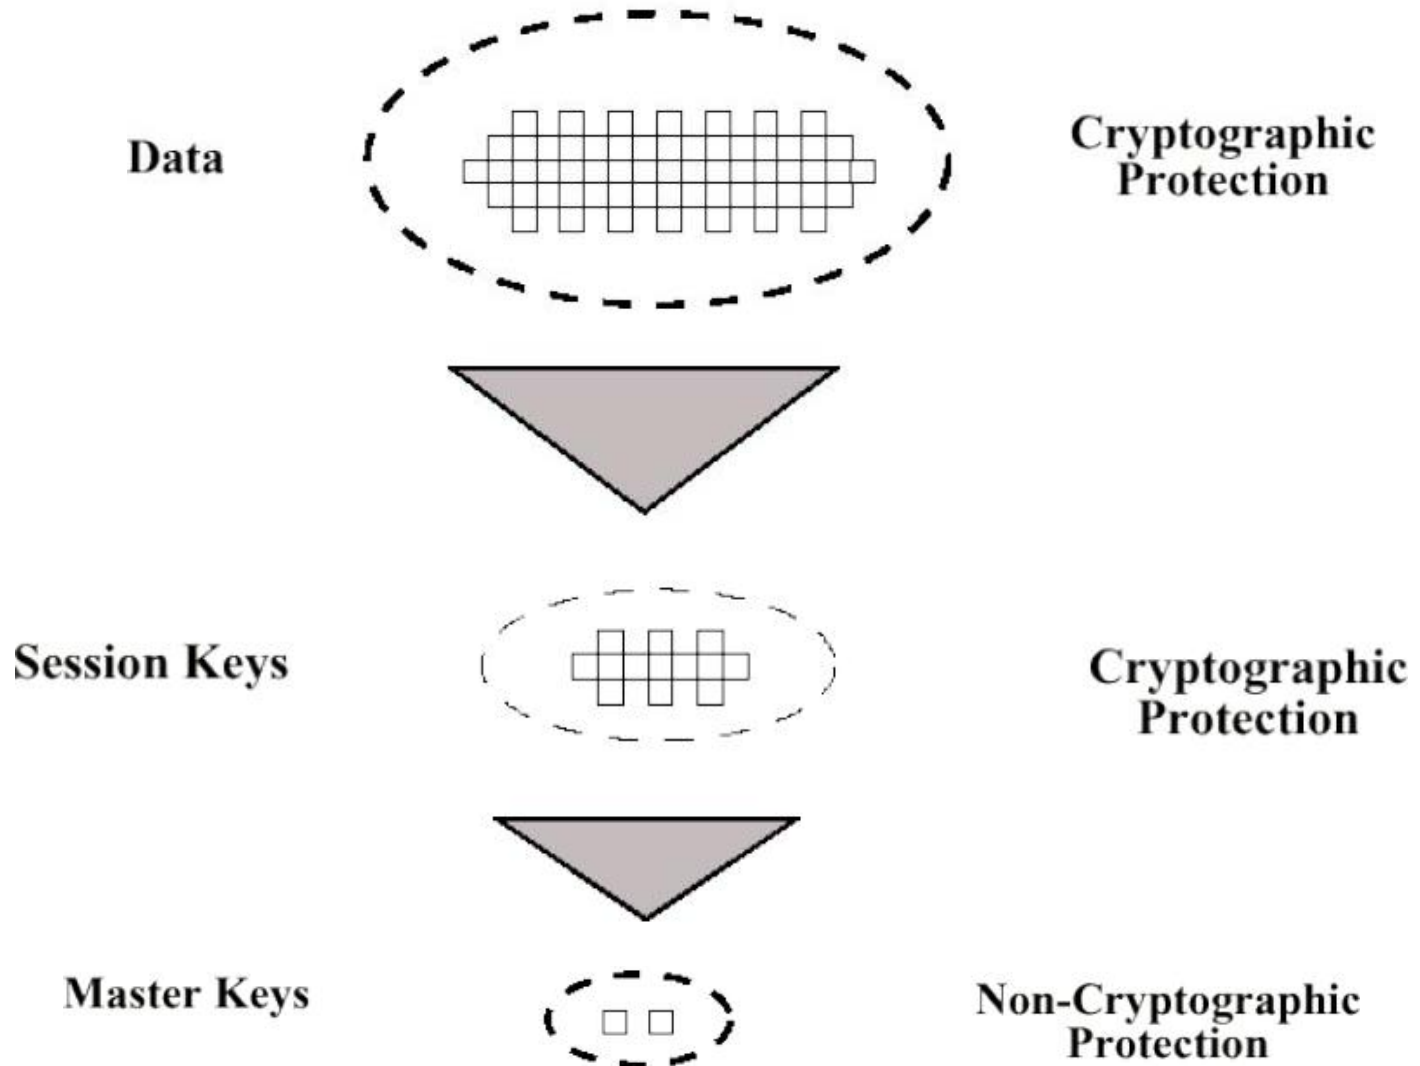 Data
Cryptographic
Protection
Session Keys
Cryptographic
Protection
Master Keys
Non-Cryptographic
Protection